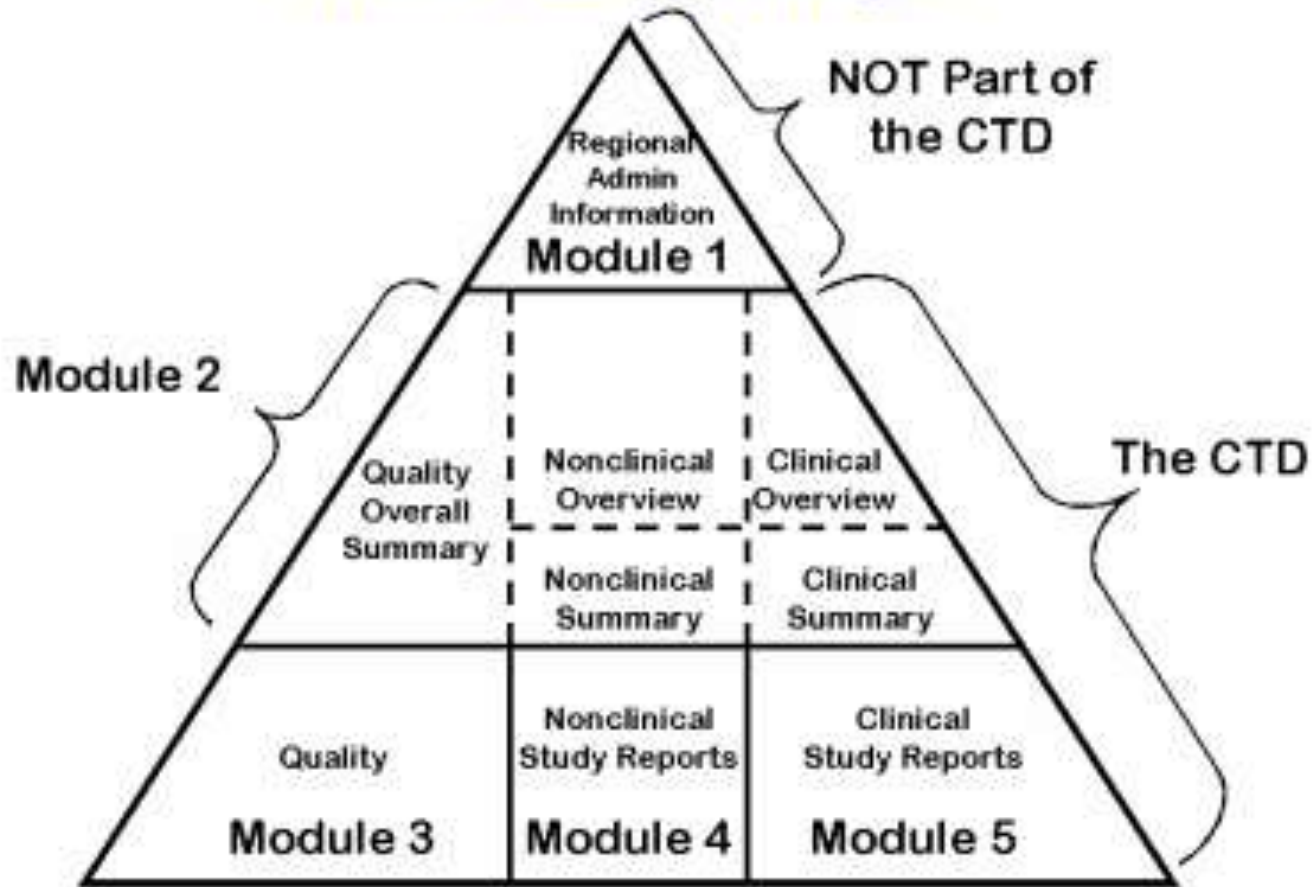 NOT Part of
the CTD
Regional
Admin
Information
Module 1
Module 2
The CTD
Quality
Overall
Summary
Nonclinical
Overview
Clinical
Overview
Nonclinical
Summary
Clinical
Summary
Quality
Module 3
Nonclinical
Study Reports
Module 4
Clinical
Study Reports
Module 5